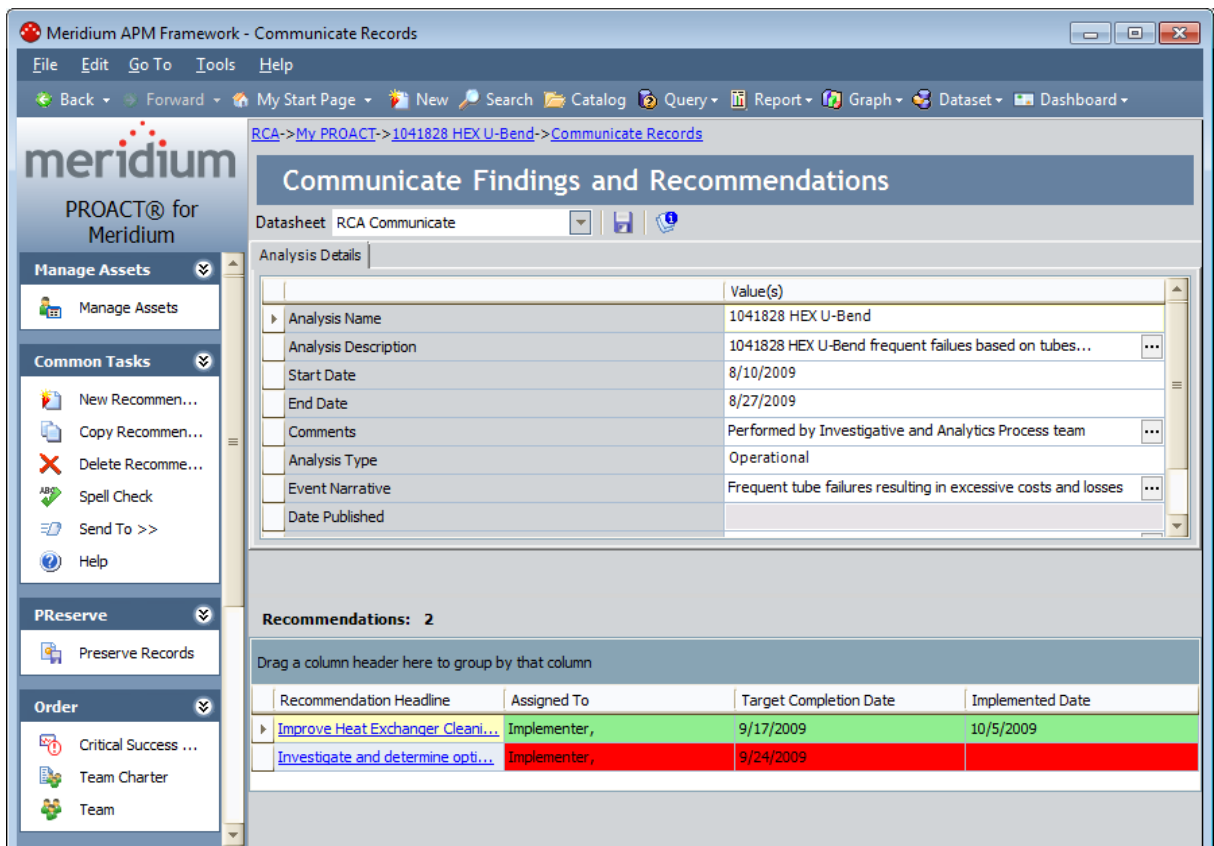 Meridium APM Framework - Communicate Records
File Edit Go To Tools Help
Back Forward My Start Page New Search Catalog Query Report Graph Dataset Dashboard
meridium
PROACT® for
Meridium
Manage Assets
Manage Assets
Common Tasks
New Recommen...
Copy Recommen...
Delete Recomme...
ABC Spell Check
Send To >>
Help
PReserve
Preserve Records
Order
Critical Success ...
Team Charter
Team
RCA->My PROACT->1041828 HEX U-Bend->Communicate Records
Communicate Findings and Recommendations
Datasheet RCA Communicate
Analysis Details
Value(s)
Analysis Name 1041828 HEX U-Bend
Analysis Description 1041828 HEX U-Bend frequent failues based on tubes... ...
Start Date 8/10/2009
End Date 8/27/2009
Comments Performed by Investigative and Analytics Process team ...
Analysis Type Operational
Event Narrative Frequent tube failures resulting in excessive costs and losses ...
Date Published
Recommendations: 2
Drag a column header here to group by that column
Recommendation Headline Assigned To Target Completion Date Implemented Date
Improve Heat Exchanger Cleani... Implementer, 9/17/2009 10/5/2009
Investigate and determine opti... Implementer, 9/24/2009